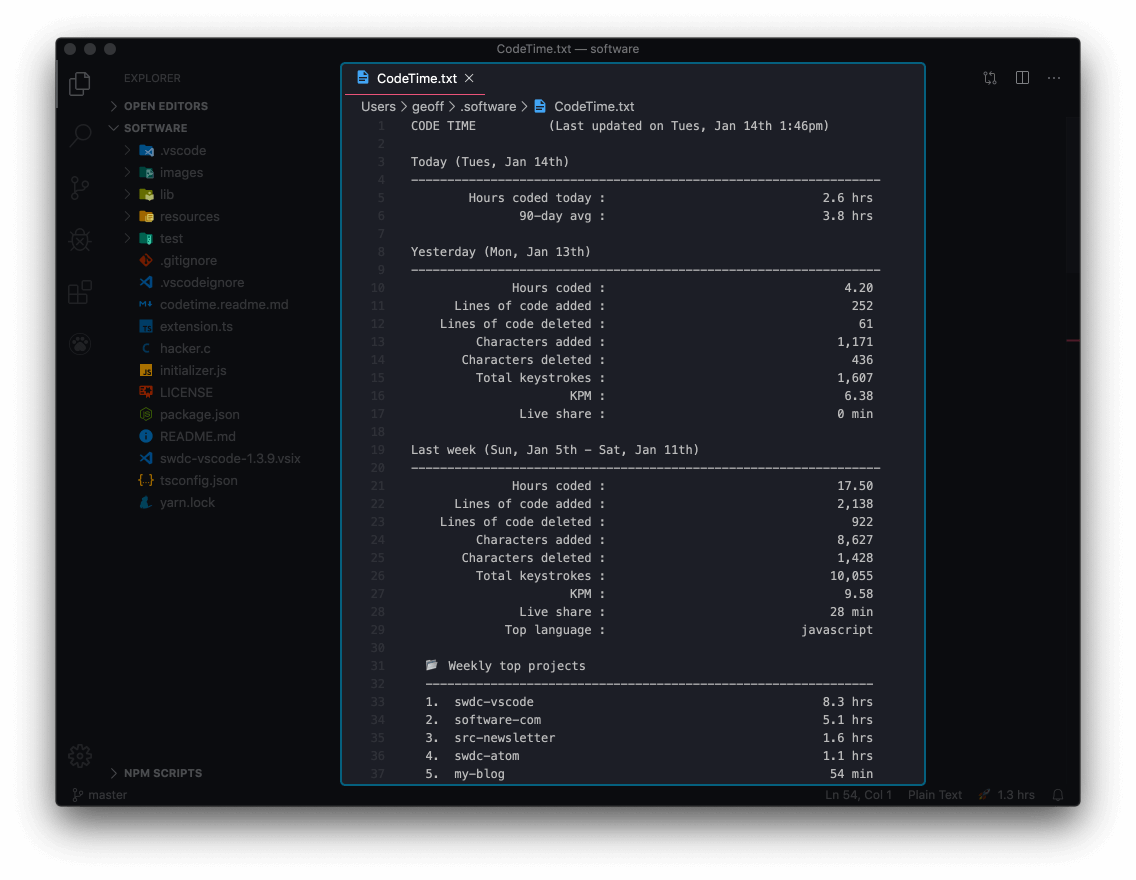 CodeTime.txt — software
EXPLORER
OPEN EDITORS
SOFTWARE
.vscode
images
lib
resources
test
.gitignore
.vscodeignore
codetime.readme.md
extension.ts
hacker.c
initializer.js
LICENSE
package.json
README.md
swdc-vscode-1.3.9.vsix
tsconfig.json
yarn.lock
NPM SCRIPTS
CodeTime.txt ×
Users > geoff > .software > CodeTime.txt
1 CODE TIME (Last updated on Tues, Jan 14th 1:46pm)
2
3 Today (Tues, Jan 14th)
4
5 Hours coded today : 2.6 hrs
6 90-day avg : 3.8 hrs
7
8 Yesterday (Mon, Jan 13th)
9
10 Hours coded : 4.20
11 Lines of code added : 252
12 Lines of code deleted : 61
13 Characters added : 1,171
14 Characters deleted : 436
15 Total keystrokes : 1,607
16 KPM : 6.38
17 Live share : 0 min
18
19 Last week (Sun, Jan 5th - Sat, Jan 11th)
20
21 Hours coded : 17.50
22 Lines of code added : 2,138
23 Lines of code deleted : 922
24 Characters added : 8,627
25 Characters deleted : 1,428
26 Total keystrokes : 10,055
27 KPM : 9.58
28 Live share : 28 min
29 Top language : javascript
30
31 Weekly top projects
32
33 1. swdc-vscode 8.3 hrs
34 2. software-com 5.1 hrs
35 3. src-newsletter 1.6 hrs
36 4. swdc-atom 1.1 hrs
37 5. my-blog 54 min
master
Ln 54, Col 1 Plain Text 1.3 hrs